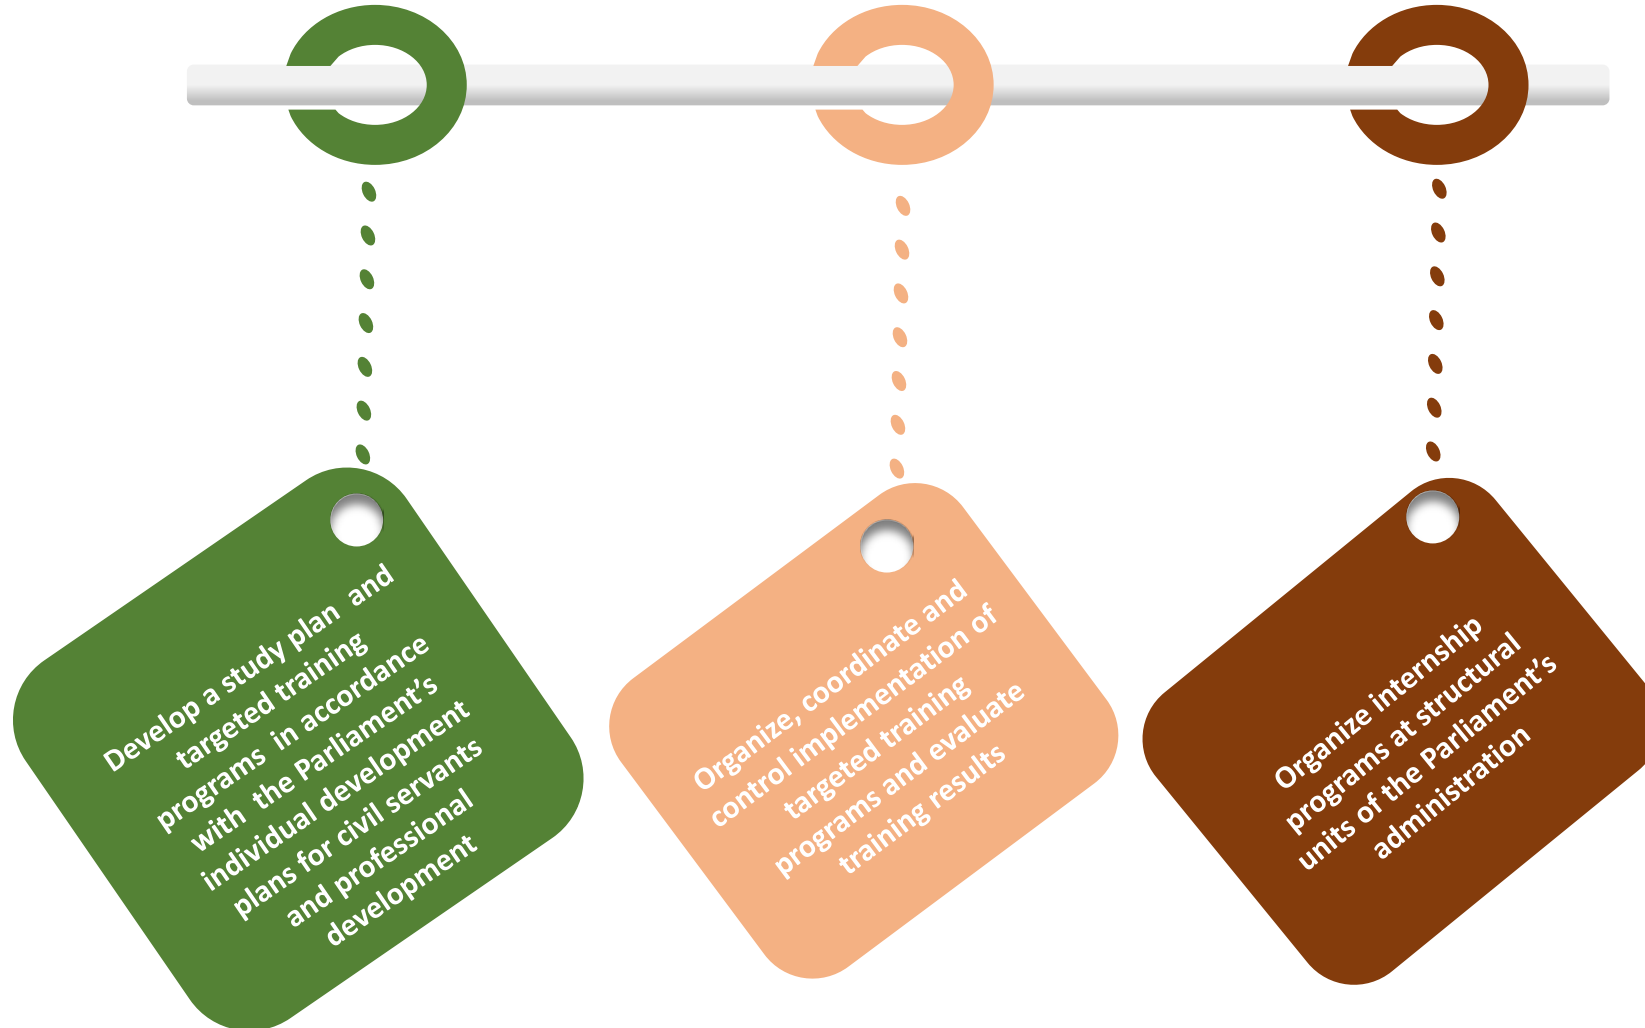 Develop a study plan and
targeted training
programs in accordance
with the Parliament’s
individual development
plans for civil servants
and professional
development
Organize, coordinate and
control implementation of
targeted training
programs and evaluate
training results
Organize internship
programs at structural
units of the Parliament’s
administration